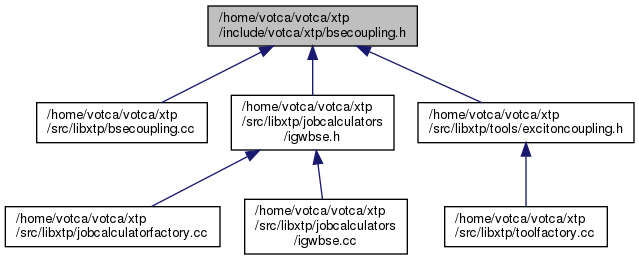 /home/votca/votca/xtp
/include/votca/xtp/bsecoupling.h
/home/votca/votca/xtp
/src/libxtp/bsecoupling.cc
/home/votca/votca/xtp
/src/libxtp/jobcalculators
/igwbse.h
/home/votca/votca/xtp
/src/libxtp/tools/excitoncoupling.h
/home/votca/votca/xtp
/src/libxtp/jobcalculatorfactory.cc
/home/votca/votca/xtp
/src/libxtp/jobcalculators
/igwbse.cc
/home/votca/votca/xtp
/src/libxtp/toolfactory.cc